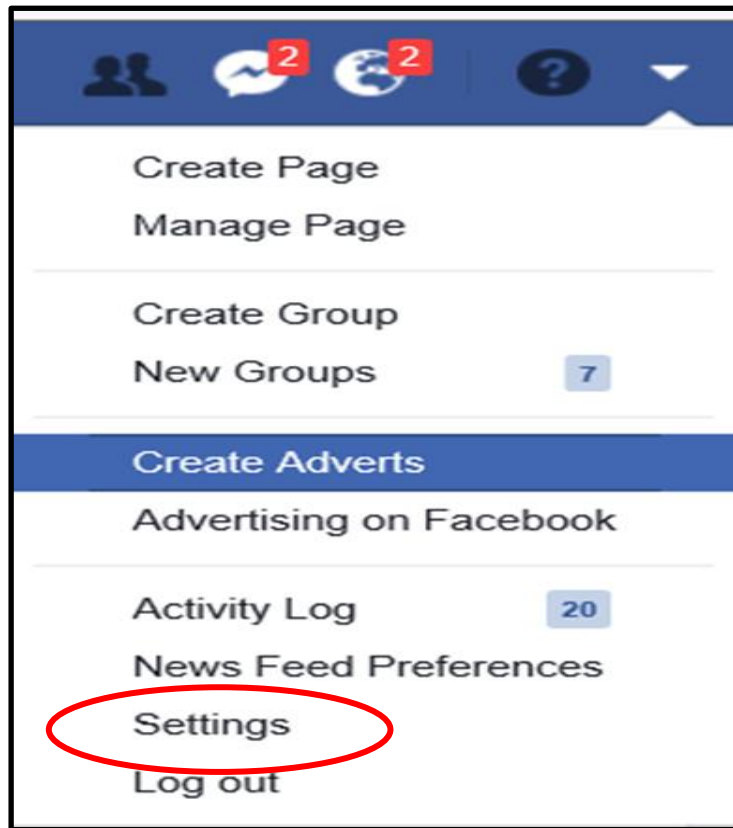 2 2 ?
Create Page
Manage Page
Create Group
New Groups 7
Create Adverts
Advertising on Facebook
Activity Log 20
News Feed Preferences
Settings
Log out